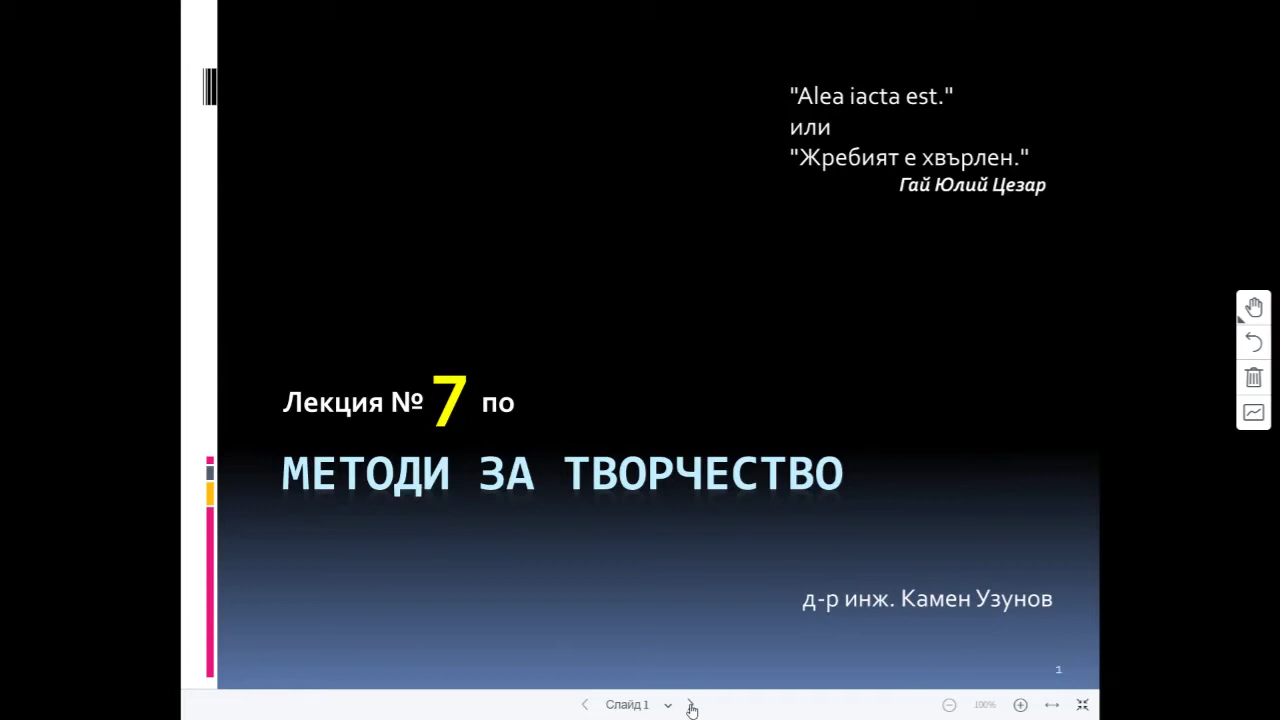 "Alea iacta est."
или
"Жребият е хвърлен."
Гай Юлий Цезар
Лекция № 7 по
МЕТОДИ ЗА ТВОРЧЕСТВО
д-р инж. Камен Узунов
1
Слайд 1
100%